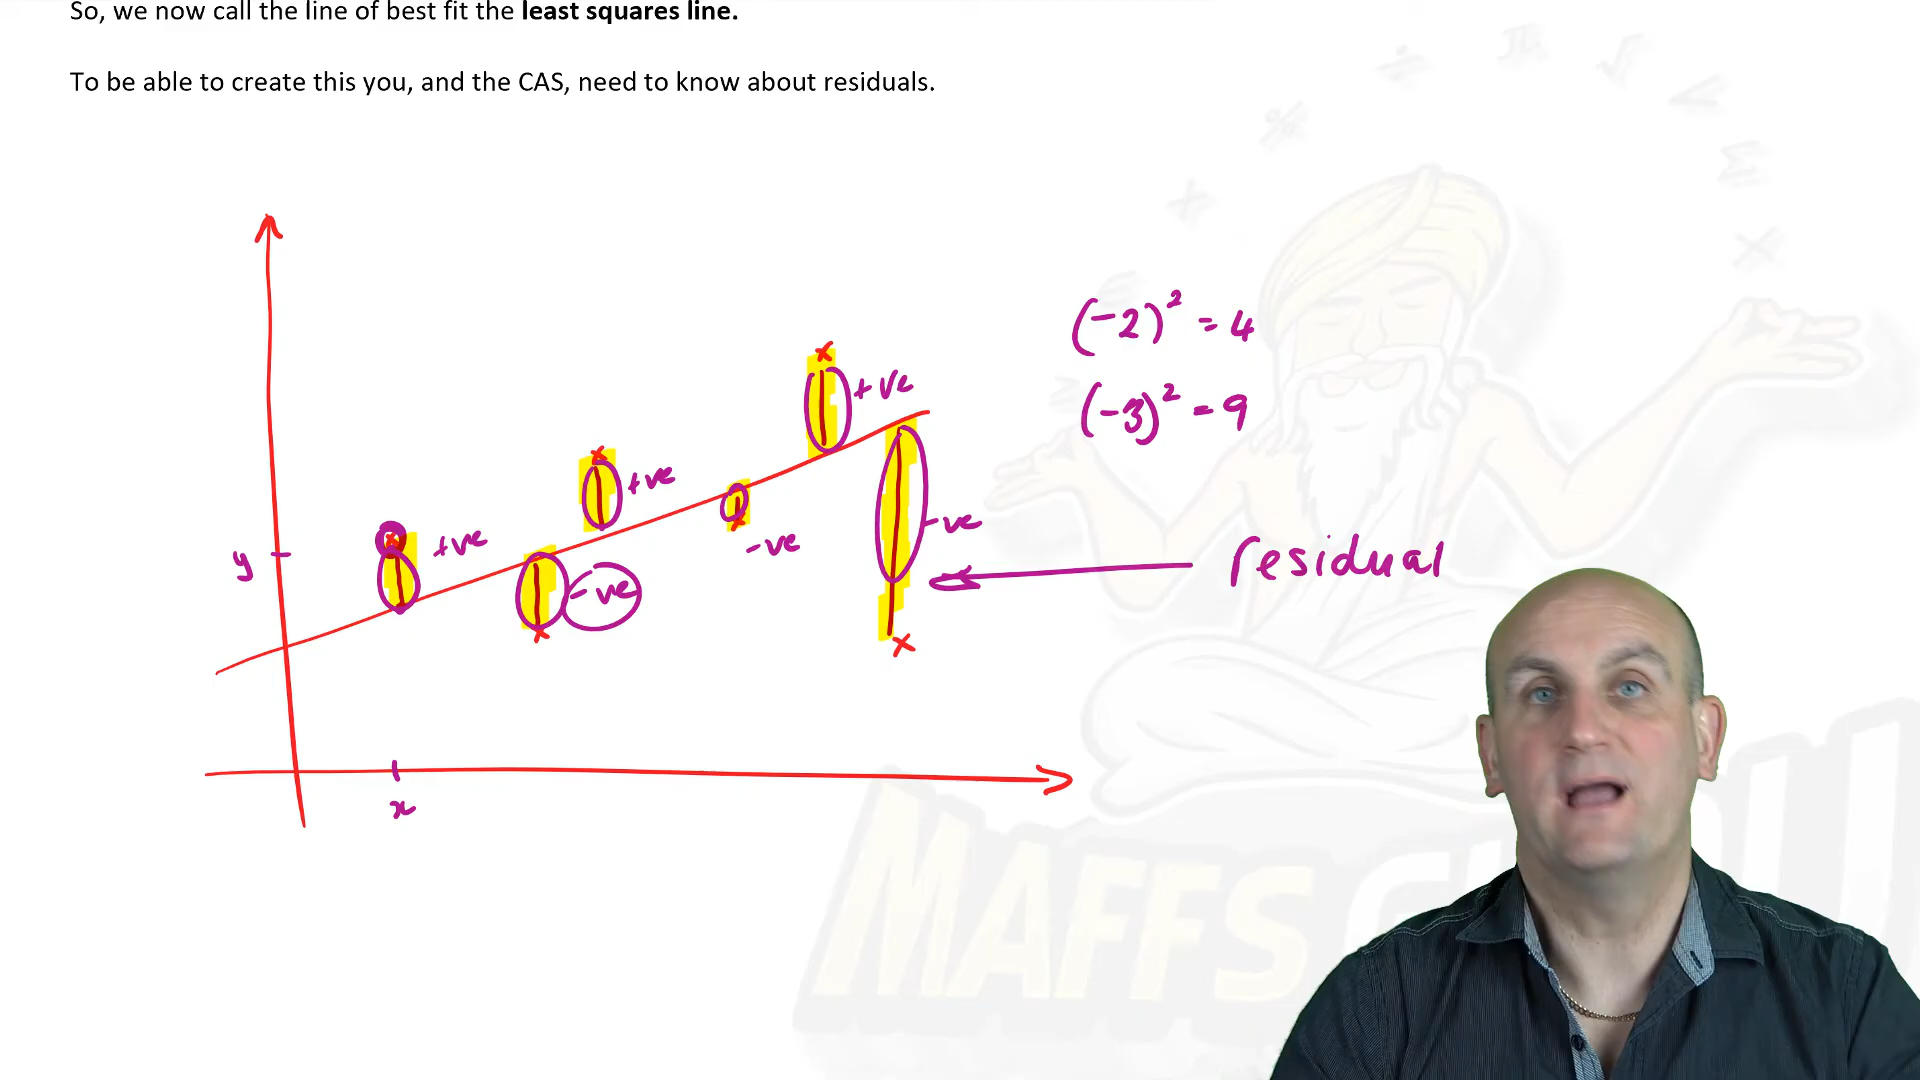 So, we now call the line of best fit the least squares line.
To be able to create this you, and the CAS, need to know about residuals.
(-2)² = 4
+ve
(-3)² = 9
+ve
-ve
+ve
-ve
y
residual
-ve
x
MAFFS